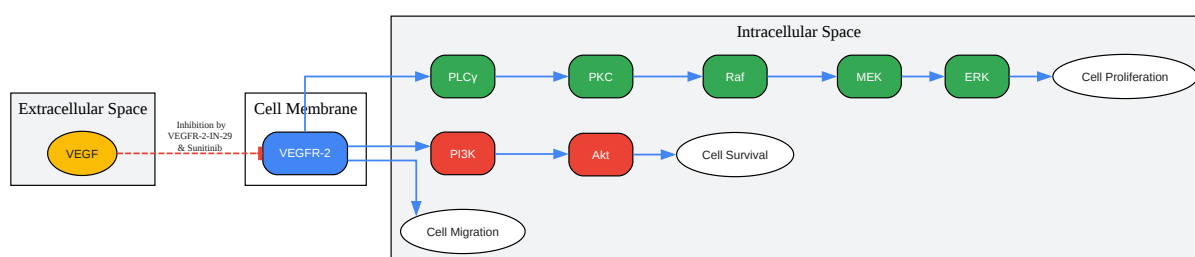 Intracellular Space
PLCγ
PKC
Raf
MEK
ERK
Cell Proliferation
Extracellular Space
Cell Membrane
Inhibition by
VEGFR-2-IN-29
& Sunitinib
VEGF
VEGFR-2
PI3K
Akt
Cell Survival
Cell Migration